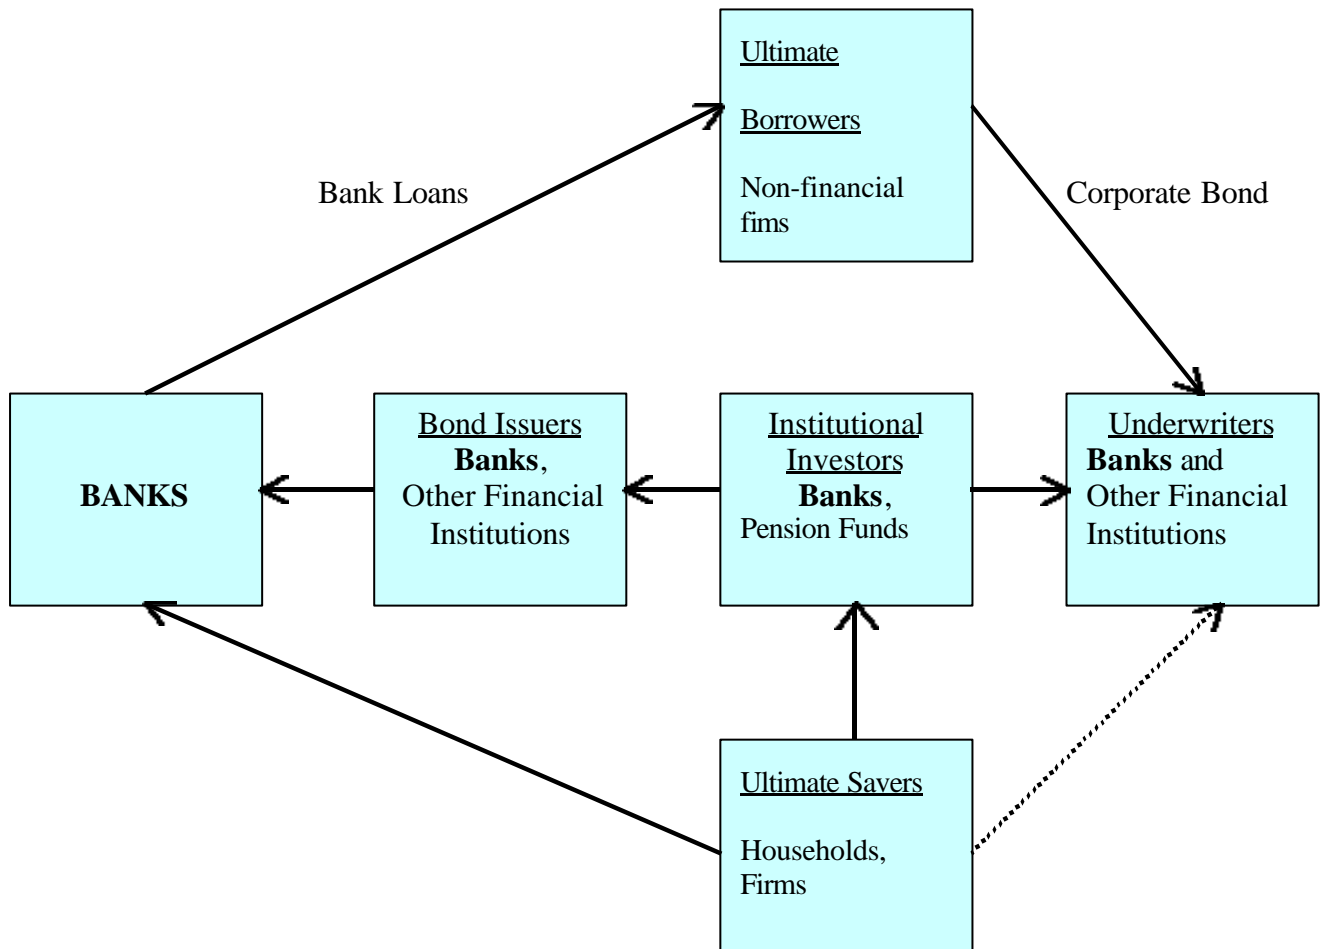 Ultimate
Borrowers
Non-financial
fims
Bank Loans
Corporate Bond
BANKS
Bond Issuers
Banks,
Other Financial
Institutions
Institutional
Investors
Banks,
Pension Funds
Underwriters
Banks and
Other Financial
Institutions
Ultimate Savers
Households,
Firms